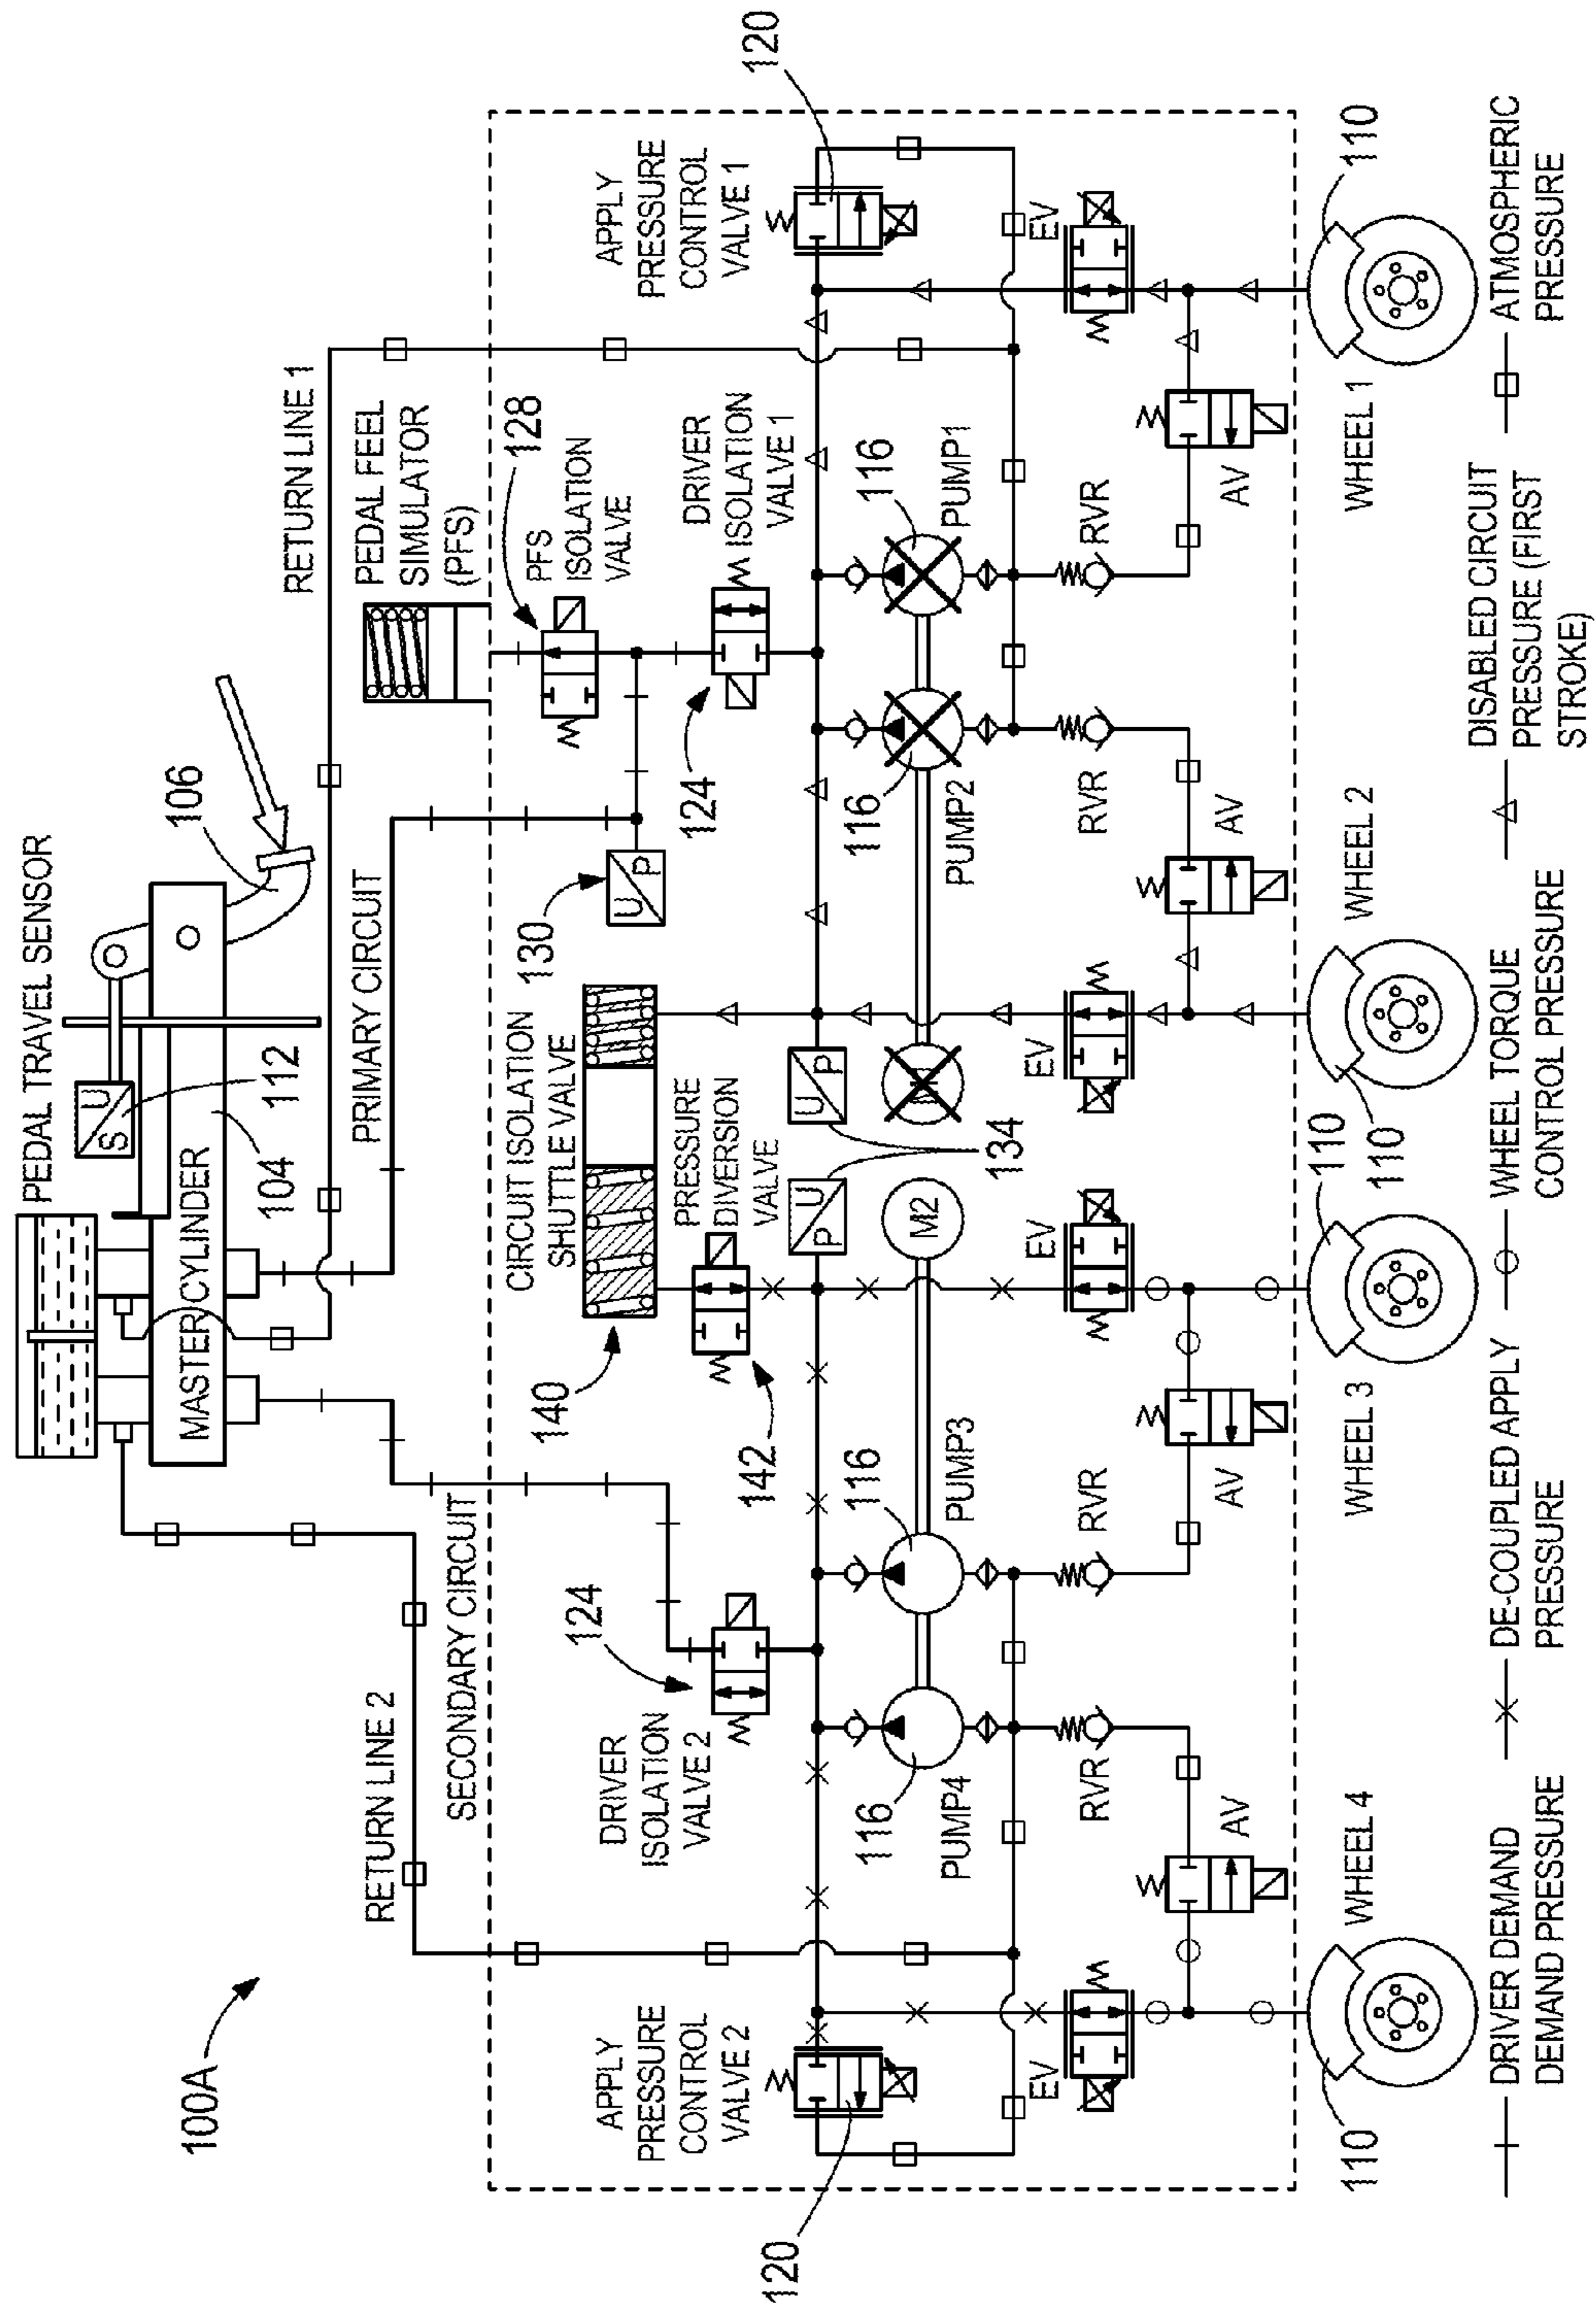 100A
PEDAL TRAVEL SENSOR
S U
112
106
MASTER CYLINDER
104
RETURN LINE 1
RETURN LINE 2
PRIMARY CIRCUIT
SECONDARY CIRCUIT
PEDAL FEEL
SIMULATOR
(PFS)
128
PFS
ISOLATION
VALVE
130
U P
CIRCUIT ISOLATION
SHUTTLE VALVE
140
PRESSURE
DIVERSION
VALVE
142
DRIVER
ISOLATION
VALVE 1
124
DRIVER
ISOLATION
VALVE 2
124
APPLY
PRESSURE
CONTROL
VALVE 1
120
APPLY
PRESSURE
CONTROL
VALVE 2
120
P U
U P
134
M2
116
PUMP4
116
PUMP3
116
PUMP2
116
PUMP1
RVR
RVR
RVR
RVR
EV
EV
EV
EV
AV
AV
AV
AV
110
WHEEL 4
WHEEL 3
110
110
WHEEL 2
WHEEL 1
110
DRIVER DEMAND
DEMAND PRESSURE
DE-COUPLED APPLY
PRESSURE
WHEEL TORQUE
CONTROL PRESSURE
DISABLED CIRCUIT
PRESSURE (FIRST
STROKE)
ATMOSPHERIC
PRESSURE